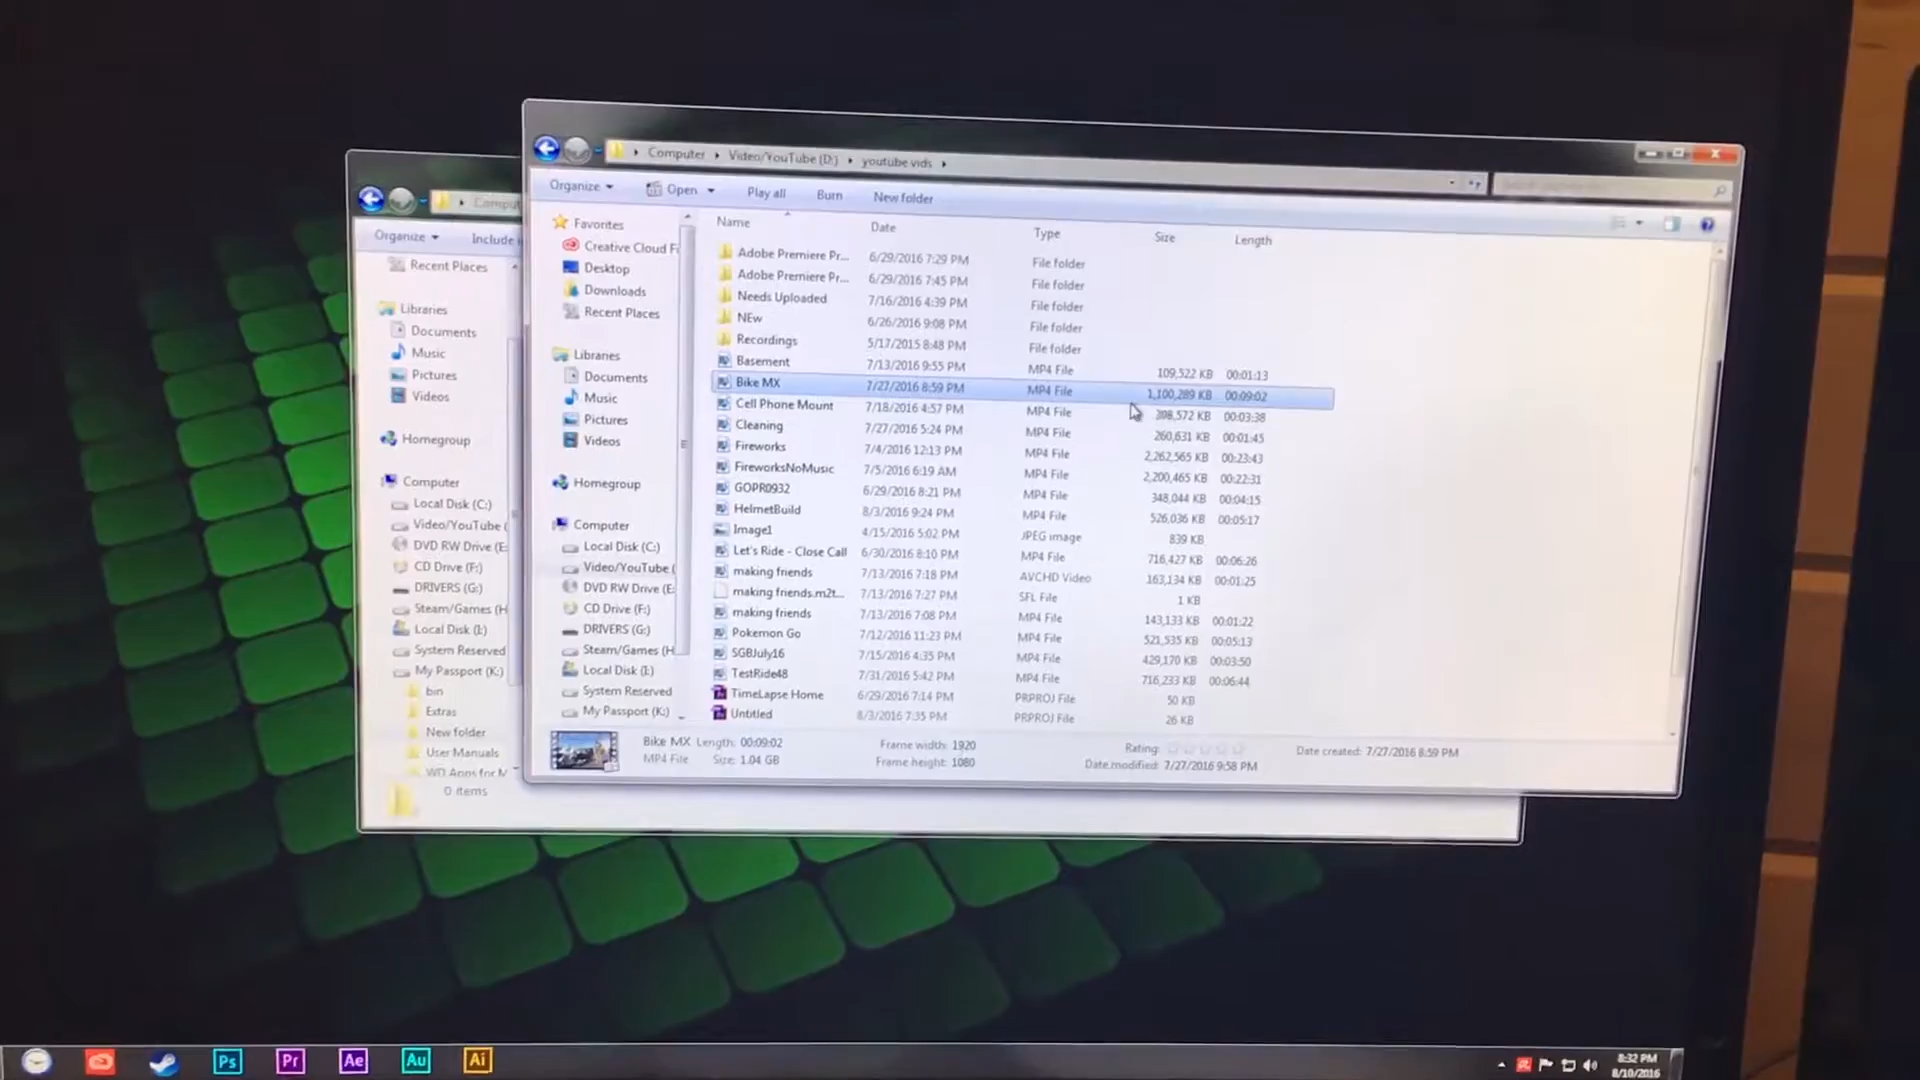 Computer Video/YouTube (D:) youtube vids
Organize Open Play all Burn New folder
Name Date Type Size Length
Adobe Premiere Pr... 6/29/2016 7:29 PM File folder
Adobe Premiere Pr... 6/29/2016 7:45 PM File folder
Needs Uploaded 7/16/2016 4:39 PM File folder
NEw 6/26/2016 9:08 PM File folder
Recordings 5/17/2015 8:48 PM File folder
Basement 7/13/2016 9:55 PM MP4 File 109,522 KB 00:01:13
Bike MX 7/27/2016 8:59 PM MP4 File 1,100,289 KB 00:09:02
Cell Phone Mount 7/18/2016 4:57 PM MP4 File 398,572 KB 00:03:38
Cleaning 7/27/2016 5:24 PM MP4 File 260,631 KB 00:01:45
Fireworks 7/4/2016 12:13 PM MP4 File 2,262,565 KB 00:23:43
FireworksNoMusic 7/5/2016 6:19 AM MP4 File 2,200,465 KB 00:22:31
GOPR0932 6/29/2016 8:21 PM MP4 File 348,044 KB 00:04:15
HelmetBuild 8/3/2016 9:24 PM MP4 File 526,036 KB 00:05:17
Image1 4/15/2016 5:02 PM JPEG image 839 KB
Let's Ride - Close Call 6/30/2016 8:10 PM MP4 File 716,427 KB 00:06:26
making friends 7/13/2016 7:18 PM AVCHD Video 163,134 KB 00:01:25
making friends.m2t... 7/13/2016 7:27 PM SFL File 1 KB
making friends 7/13/2016 7:08 PM MP4 File 143,133 KB 00:01:22
Pokemon Go 7/12/2016 11:23 PM MP4 File 521,535 KB 00:05:13
SGBJuly16 7/15/2016 4:35 PM MP4 File 429,170 KB 00:03:50
TestRide48 7/31/2016 5:42 PM MP4 File 716,233 KB 00:06:44
TimeLapse Home 6/29/2016 7:14 PM PRPROJ File 50 KB
Untitled 8/3/2016 7:35 PM PRPROJ File 26 KB
Favorites
Creative Cloud F
Desktop
Downloads
Recent Places
Libraries
Documents
Music
Pictures
Videos
Homegroup
Computer
Local Disk (C:)
Video/YouTube (
DVD RW Drive (E:
CD Drive (F:)
DRIVERS (G:)
Steam/Games (H
Local Disk (I:)
System Reserved
My Passport (K:)
Bike MX Length: 00:09:02 Frame width: 1920 Rating: Date created: 7/27/2016 8:59 PM
MP4 File Size: 1.04 GB Frame height: 1080 Date modified: 7/27/2016 9:58 PM
Comput
Organize Include i
Recent Places
Libraries
Documents
Music
Pictures
Videos
Homegroup
Computer
Local Disk (C:)
Video/YouTube (
DVD RW Drive (E:
CD Drive (F:)
DRIVERS (G:)
Steam/Games (H
Local Disk (I:)
System Reserved
My Passport (K:)
bin
Extras
New folder
User Manuals
WD Apps for M
0 items
Ps Pr Ae Au Ai
8:32 PM
8/10/2016